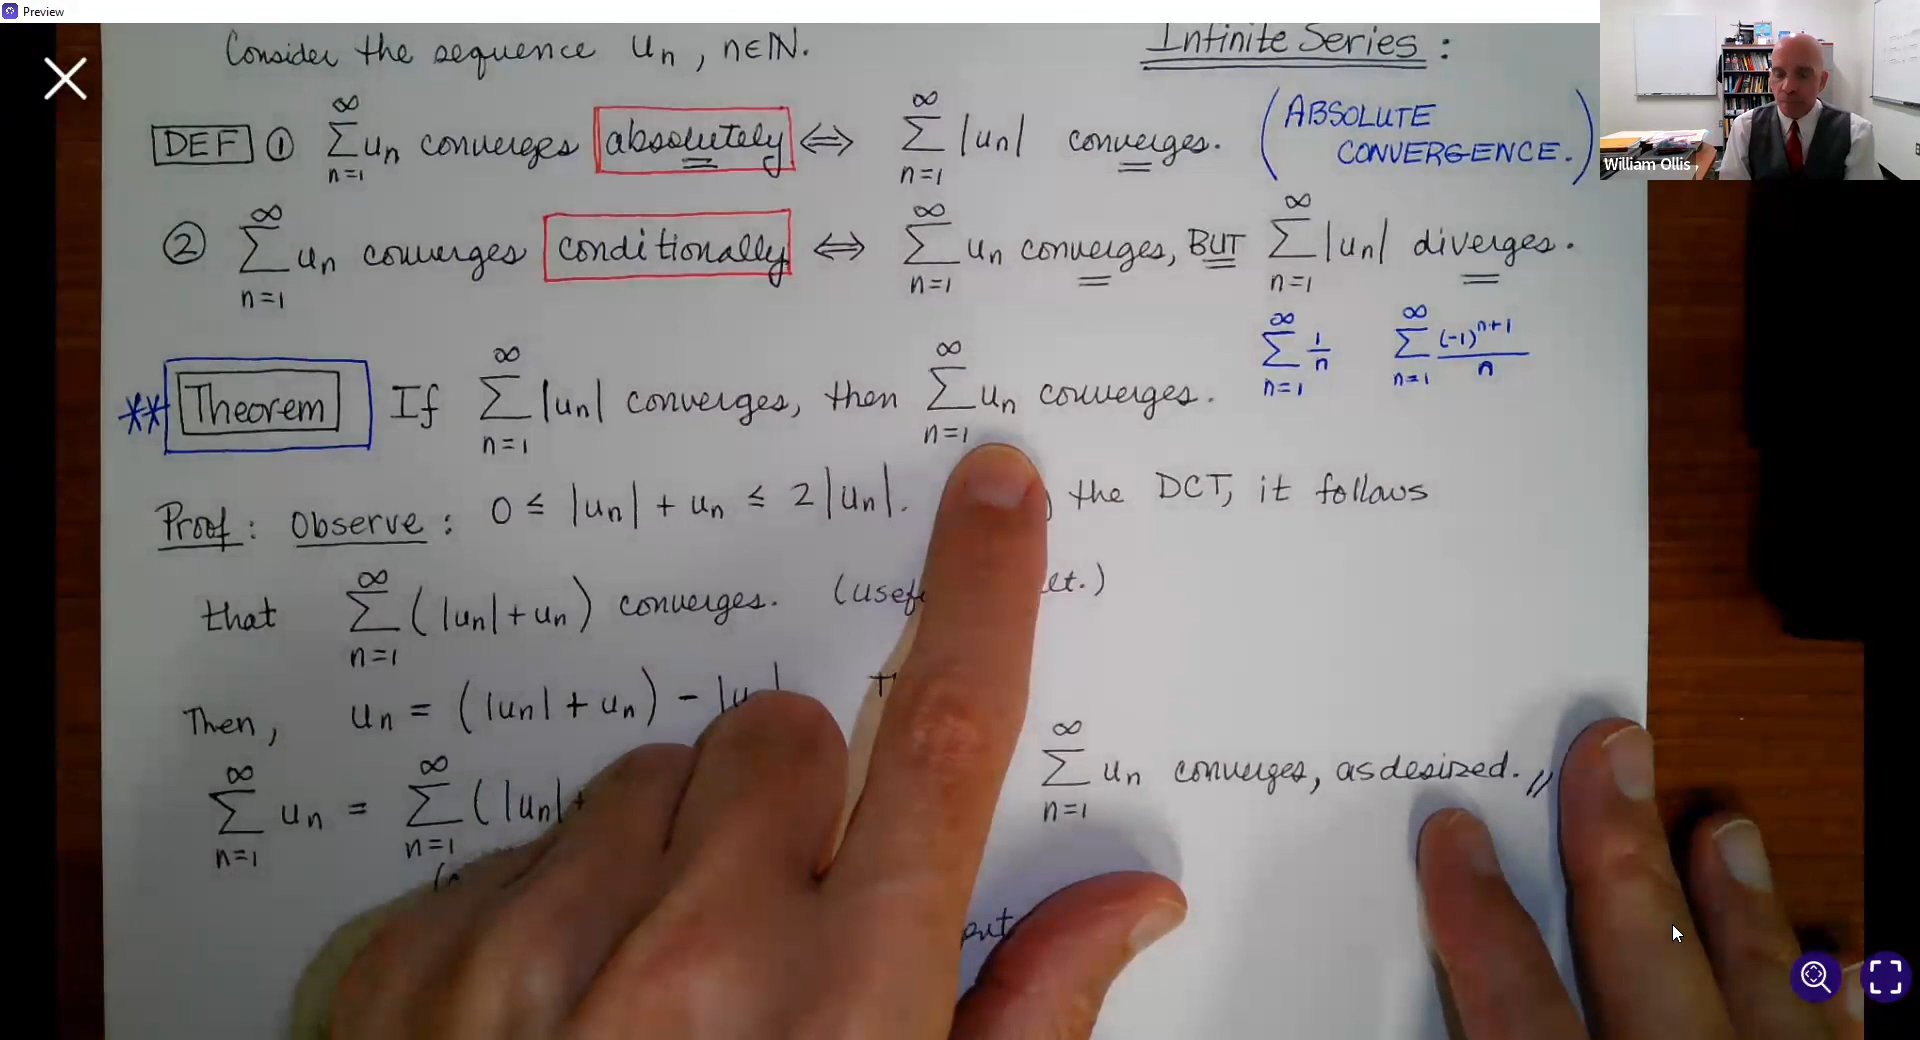 Preview
Consider the sequence uₙ, n∈ℕ.
Infinite Series:
DEF ① ∑_{n=1}^{∞} uₙ converges absolutely ⇔ ∑_{n=1}^{∞} |uₙ| converges. (ABSOLUTE CONVERGENCE.)
William Ollis
② ∑_{n=1}^{∞} uₙ converges conditionally ⇔ ∑_{n=1}^{∞} uₙ converges, BUT ∑_{n=1}^{∞} |uₙ| diverges.
∑_{n=1}^{∞} 1/n ∑_{n=1}^{∞} (-1)^{n+1}/n
** Theorem If ∑_{n=1}^{∞} |uₙ| converges, then ∑_{n=1}^{∞} uₙ converges.
Proof: Observe: 0 ≤ |uₙ| + uₙ ≤ 2|uₙ|. the DCT, it follows
that ∑_{n=1}^{∞} (|uₙ| + uₙ) converges.
Then, uₙ = (|uₙ| + uₙ) - |u
∑_{n=1}^{∞} uₙ = ∑_{n=1}^{∞} (|uₙ| + ∑_{n=1}^{∞} uₙ converges, as desired. //